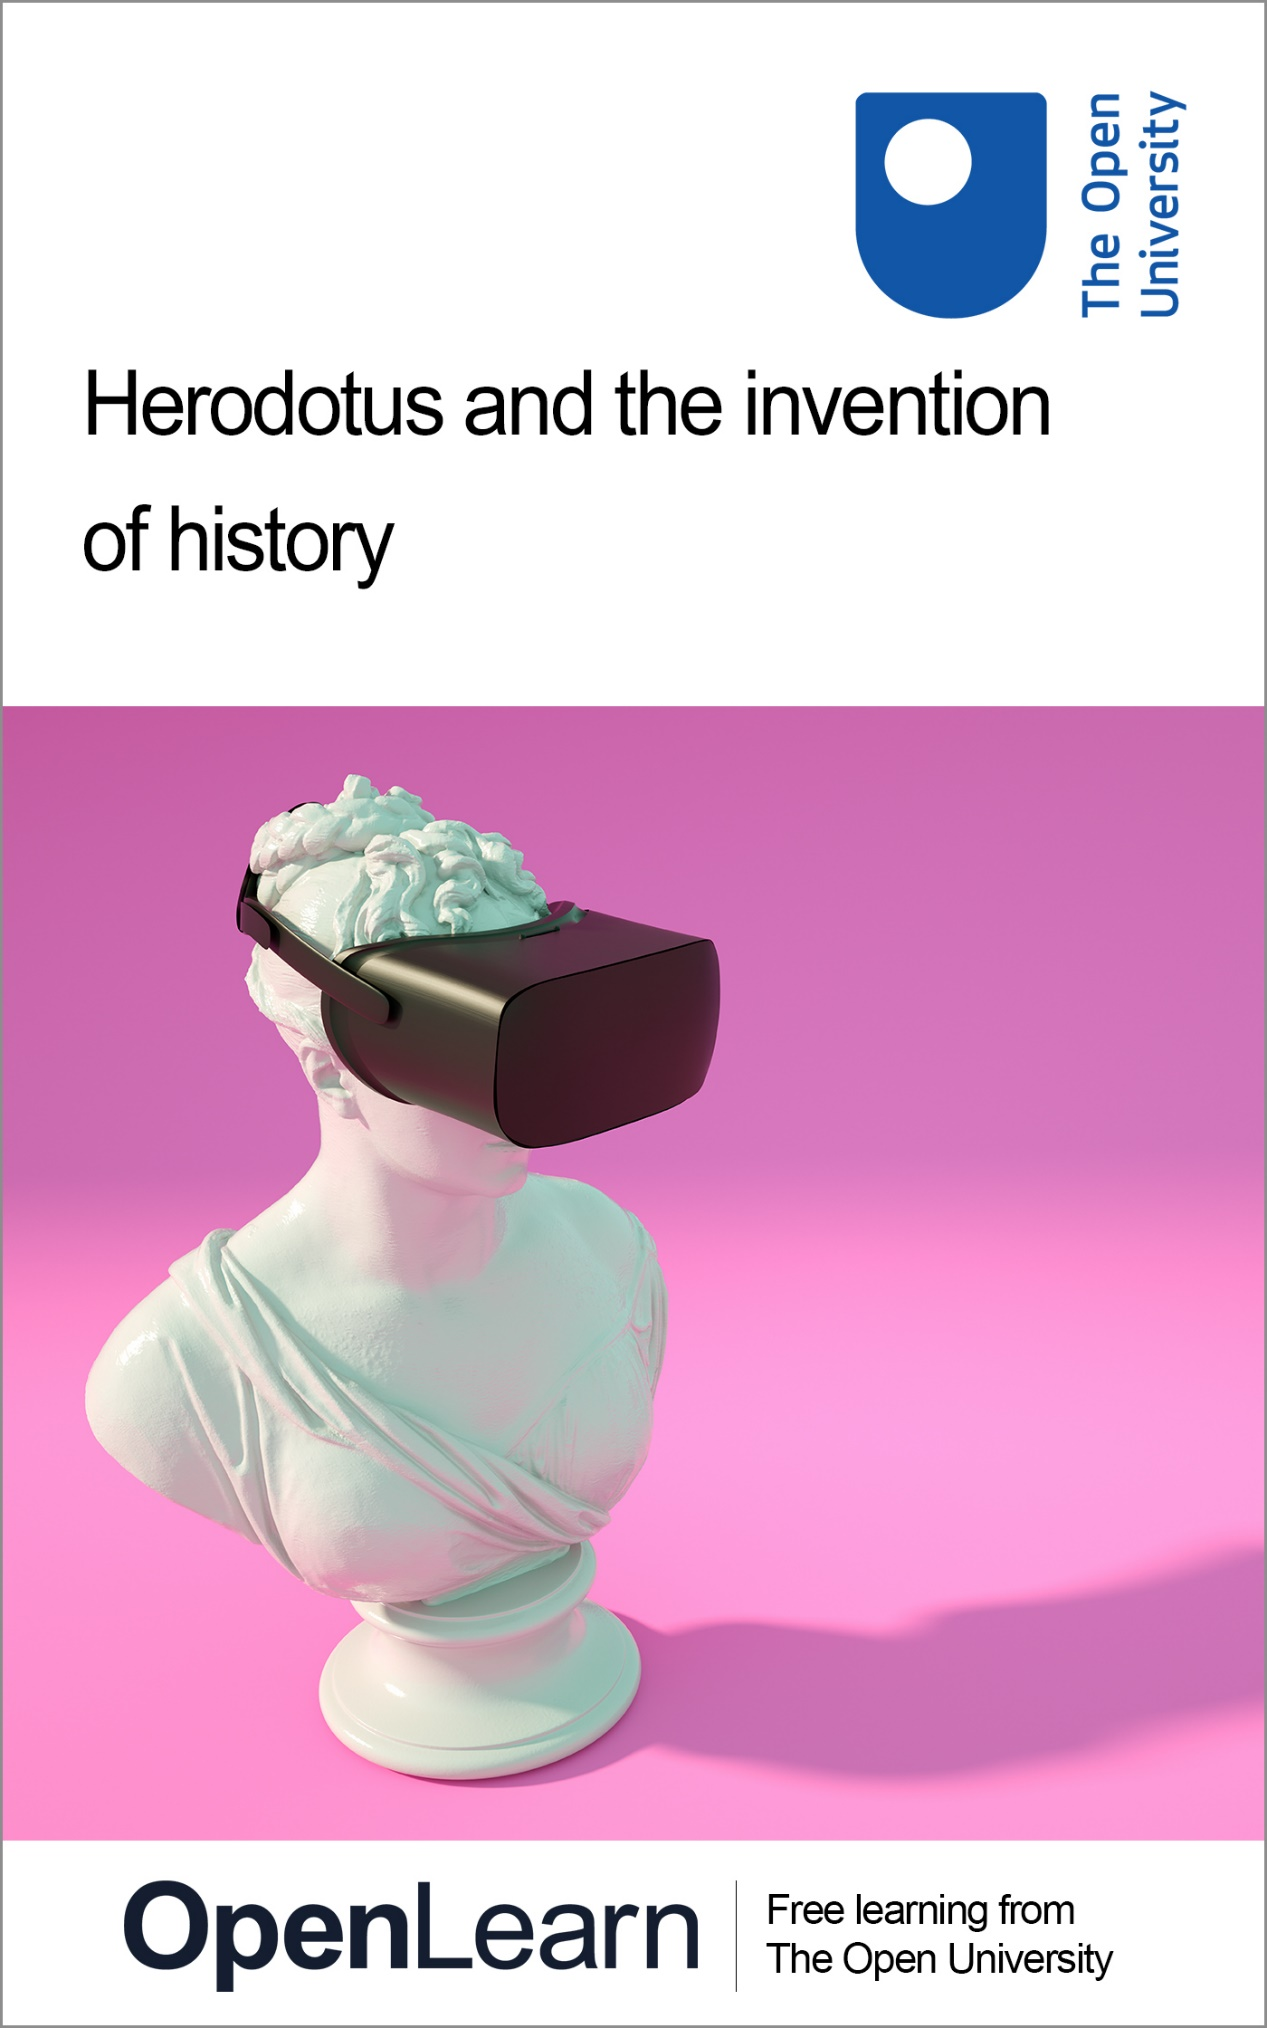 The Open
University
Herodotus and the invention
of history
OpenLearn
Free learning from
The Open University